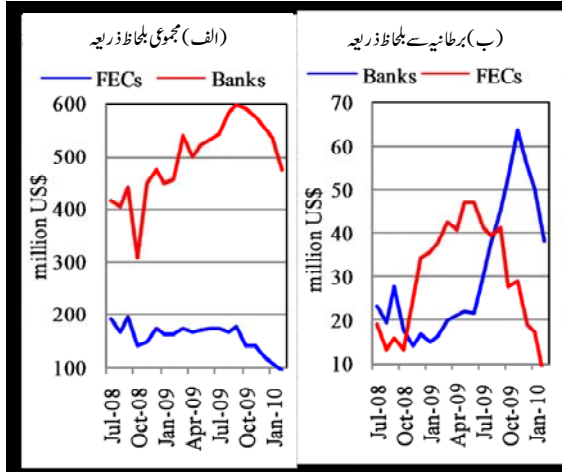 (الف) مجموعی بلحاظ ذریعہ
FECs Banks
600
500
400
300
200
100
million US$
Jul-08
Oct-08
Jan-09
Apr-09
Jul-09
Oct-09
Jan-10
(ب) برطانیہ سے بلحاظ ذریعہ
Banks FECs
70
60
50
40
30
20
10
million US$
Jul-08
Oct-08
Jan-09
Apr-09
Jul-09
Oct-09
Jan-10